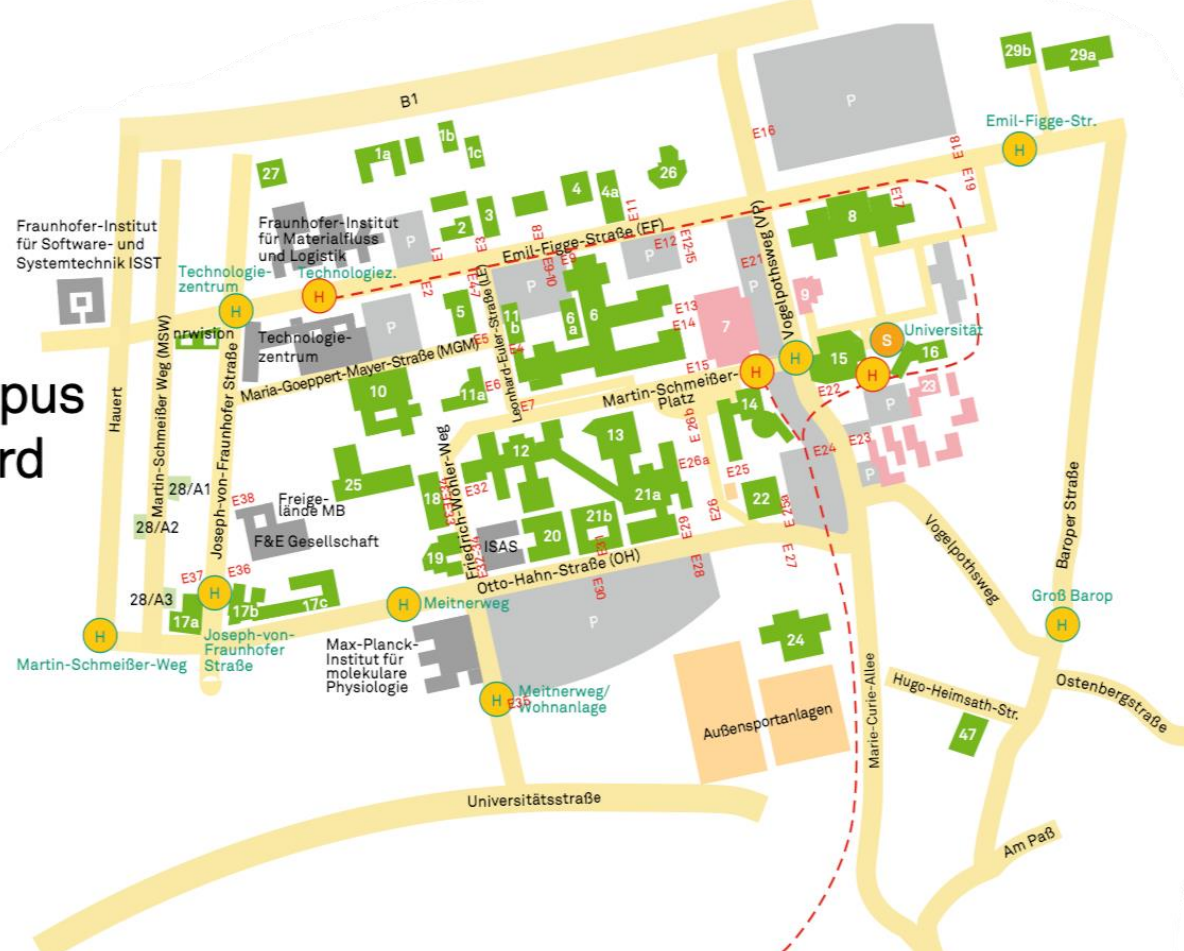 B1
29b
29a
P
E16
Emil-Figge-Str.
H
E18
E19
1b
1a
1c
27
26
4
4a
E11
3
2
E17
8
Fraunhofer-Institut
für Software- und
Systemtechnik ISST
Fraunhofer-Institut
für Materialfluss
und Logistik
P
E1
E3
E8
Emil-Figge-Straße (EF)
E12
E12-15
P
Vogelpothsweg (VP)
E21
Technologie-
zentrum
H
Technologiez.
H
E2
E4-7
E9-10
E9
P
P
9
E13
E14
7
nrwision
Technologie-
zentrum
P
5
11
b
6
a
6
E5
E4
Universität
S
H
H
15
16
H
Maria-Goeppert-Mayer-Straße (MGM)
Leonhard-Euler-Straße (LE)
E15
10
11a
E6
E7
Martin-Schmeißer-
Platz
E22
P
23
pus
rd
Hauert
Martin-Schmeißer Weg (MSW)
Joseph-von-Fraunhofer Straße
14
E26b
Friedrich-Wöhler-Weg
12
13
E24
E23
P
E26a
E25
25
18
E32
21a
22
E26
E25a
28/A1
E38
Freige-
lände MB
28/A2
F&E Gesellschaft
ISAS
20
21b
E29
E27
19
Otto-Hahn-Straße (OH)
E28
E30
Vogelpothsweg
Baroper Straße
E37
E36
H
28/A3
17a
17b
17c
H
Meitnerweg
P
Groß Barop
H
H
Martin-Schmeißer-Weg
Joseph-von-
Fraunhofer
Straße
Max-Planck-
Institut für
molekulare
Physiologie
24
H
Meitnerweg/
Wohnanlage
E35
Außensportanlagen
Marie-Curie-Allee
Hugo-Heimsath-Str.
Ostenbergstraße
47
Universitätsstraße
Am Paß